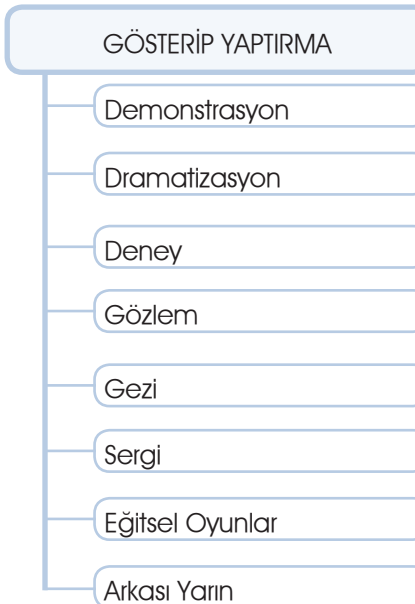 GÖSTERİP YAPTIRMA
Demonstrasyon
Dramatizasyon
Deney
Gözlem
Gezi
Sergi
Eğitsel Oyunlar
Arkası Yarın